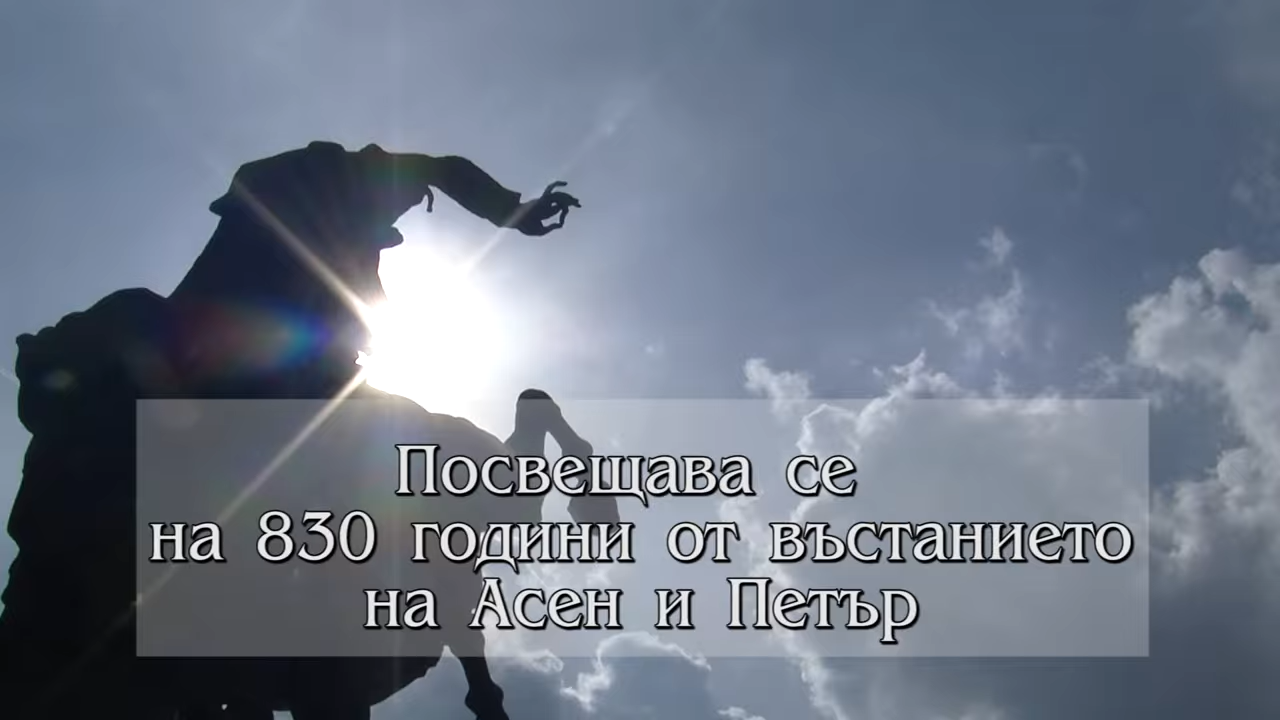 Посвещава се
на 830 години от въстанието
на Асен и Петър